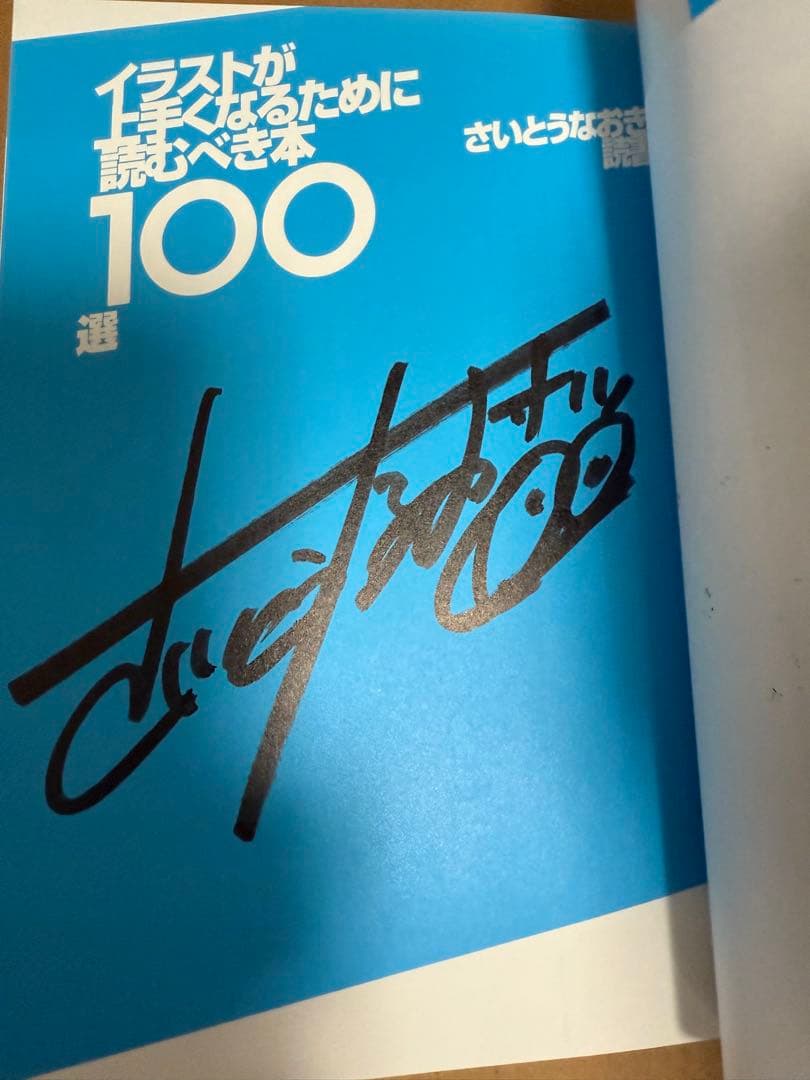 イラストが
上手くなるために
読むべき本
100
選
さいとうなおき
読